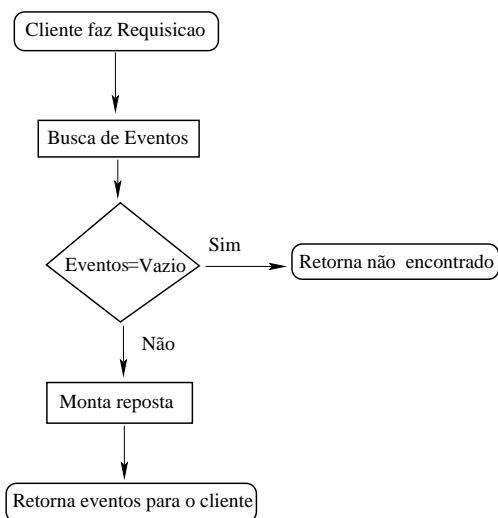 Cliente faz Requisicao
Busca de Eventos
Eventos=Vazio
Sim
Retorna não encontrado
Não
Monta reposta
Retorna eventos para o cliente